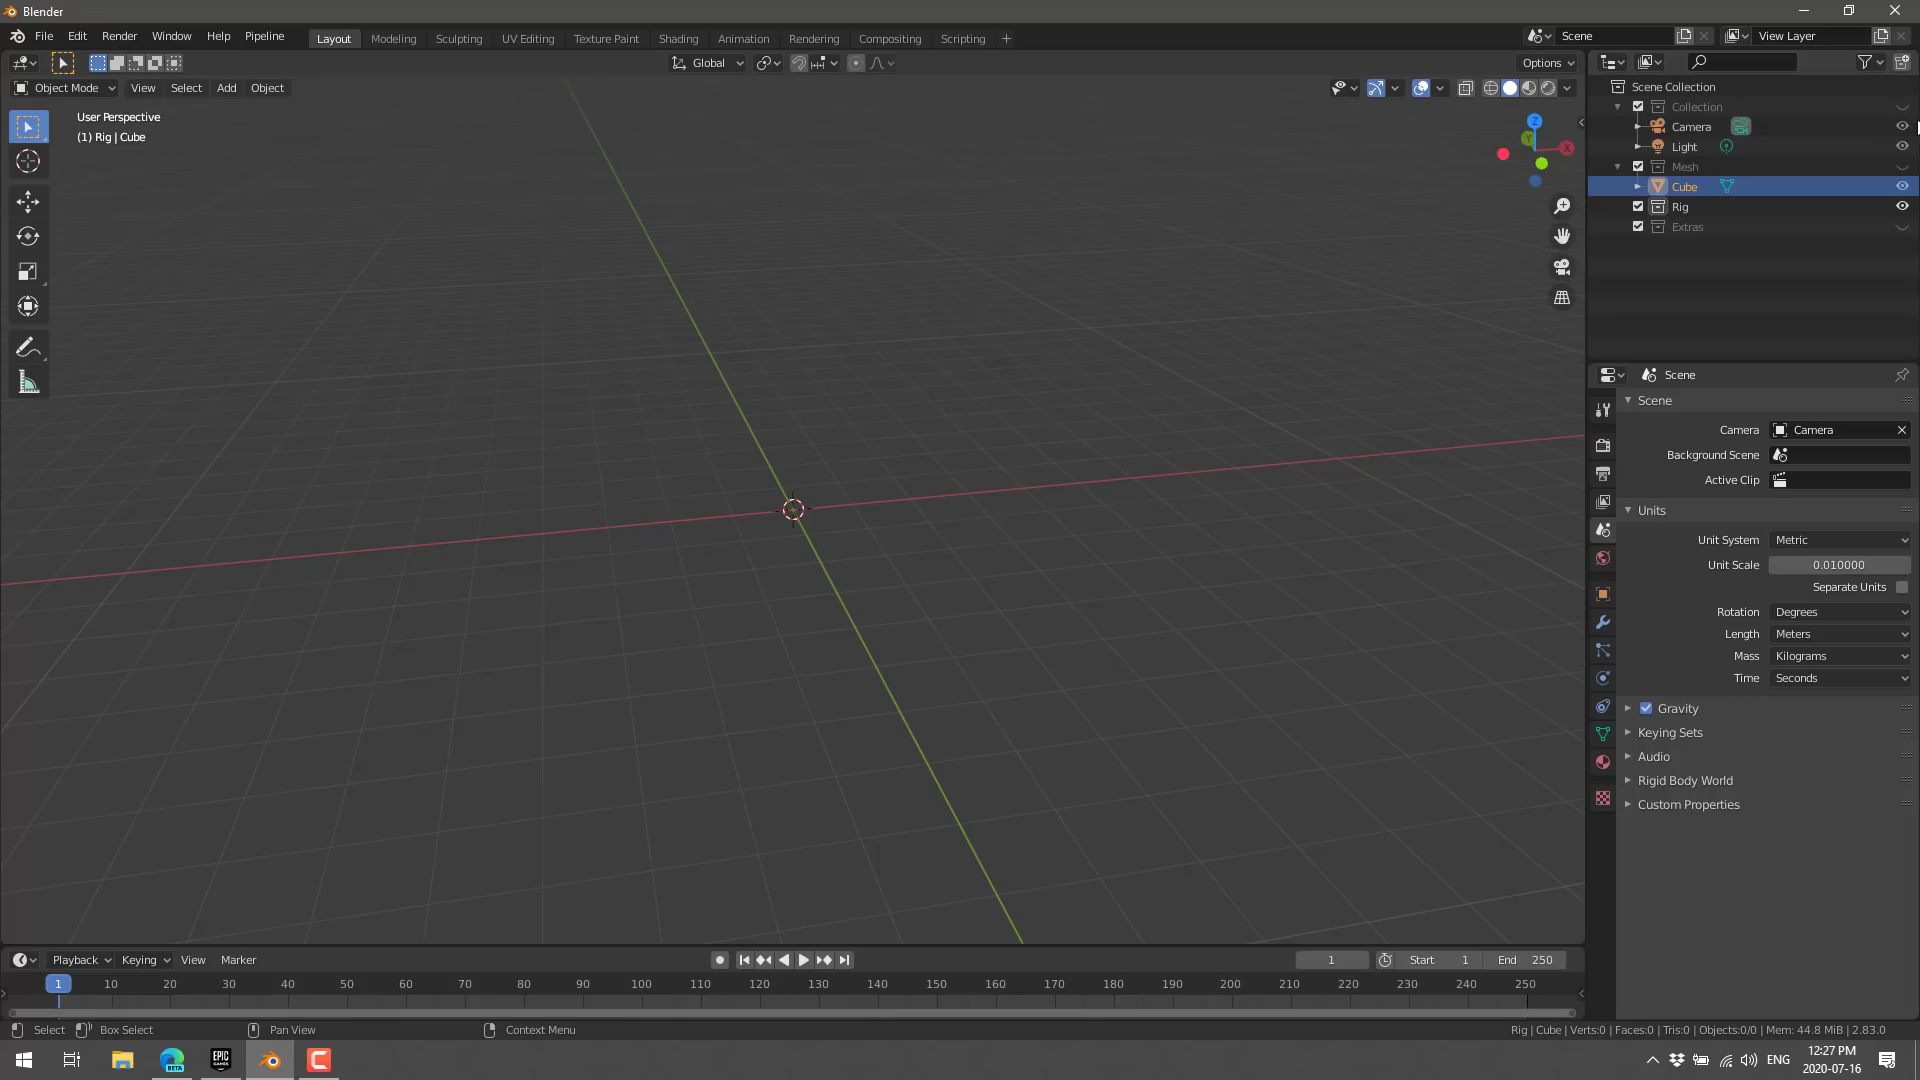 Blender
File Edit Render Window Help Pipeline
Layout Modeling Sculpting UV Editing Texture Paint Shading Animation Rendering Compositing Scripting +
Scene
View Layer
Global
Options
Object Mode View Select Add Object
User Perspective
(1) Rig | Cube
Z
Y
X
Scene Collection
Collection
Camera
Light
Mesh
Cube
Rig
Extras
Scene
Scene
Camera Camera
Background Scene
Active Clip
Units
Unit System Metric
Unit Scale 0.010000
Separate Units
Rotation Degrees
Length Meters
Mass Kilograms
Time Seconds
Gravity
Keying Sets
Audio
Rigid Body World
Custom Properties
Playback Keying View Marker
1 Start 1 End 250
1 10 20 30 40 50 60 70 80 90 100 110 120 130 140 150 160 170 180 190 200 210 220 230 240 250
Select Box Select Pan View Context Menu
Rig | Cube | Verts:0 | Faces:0 | Tris:0 | Objects:0/0 | Mem: 44.8 MiB | 2.83.0
BETA
EPIC
GAMES
ENG
12:27 PM
2020-07-16